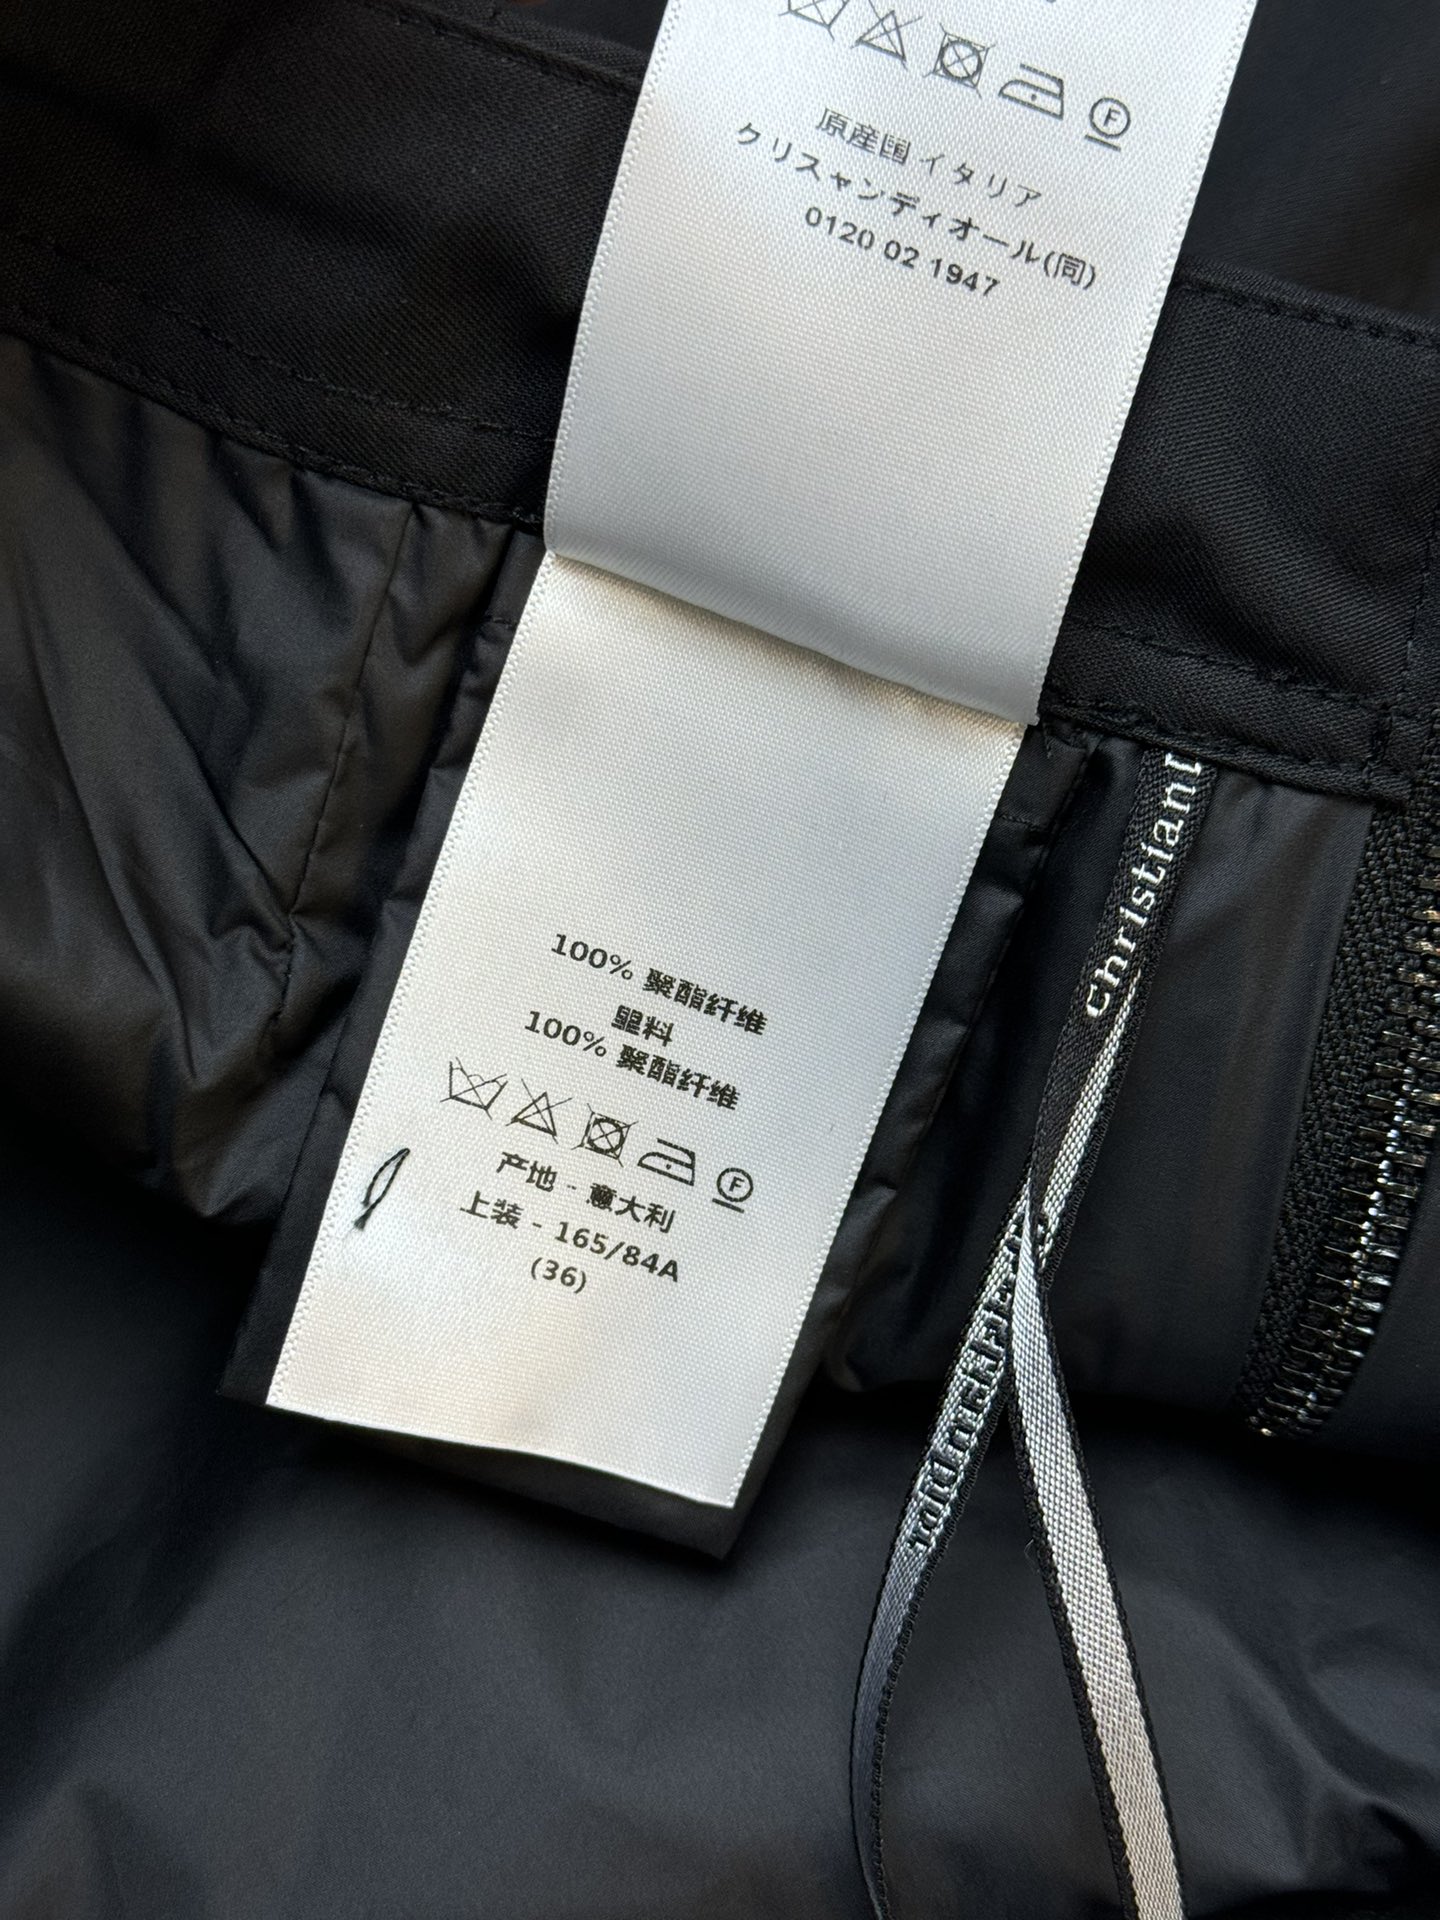 F
原産国 イタリア
クリスチャンディオール(同)
0120 02 1947
100% 聚酯纤维
里料
100% 聚酯纤维
F
产地 - 意大利
上装 - 165/84A
(36)
ChristianD